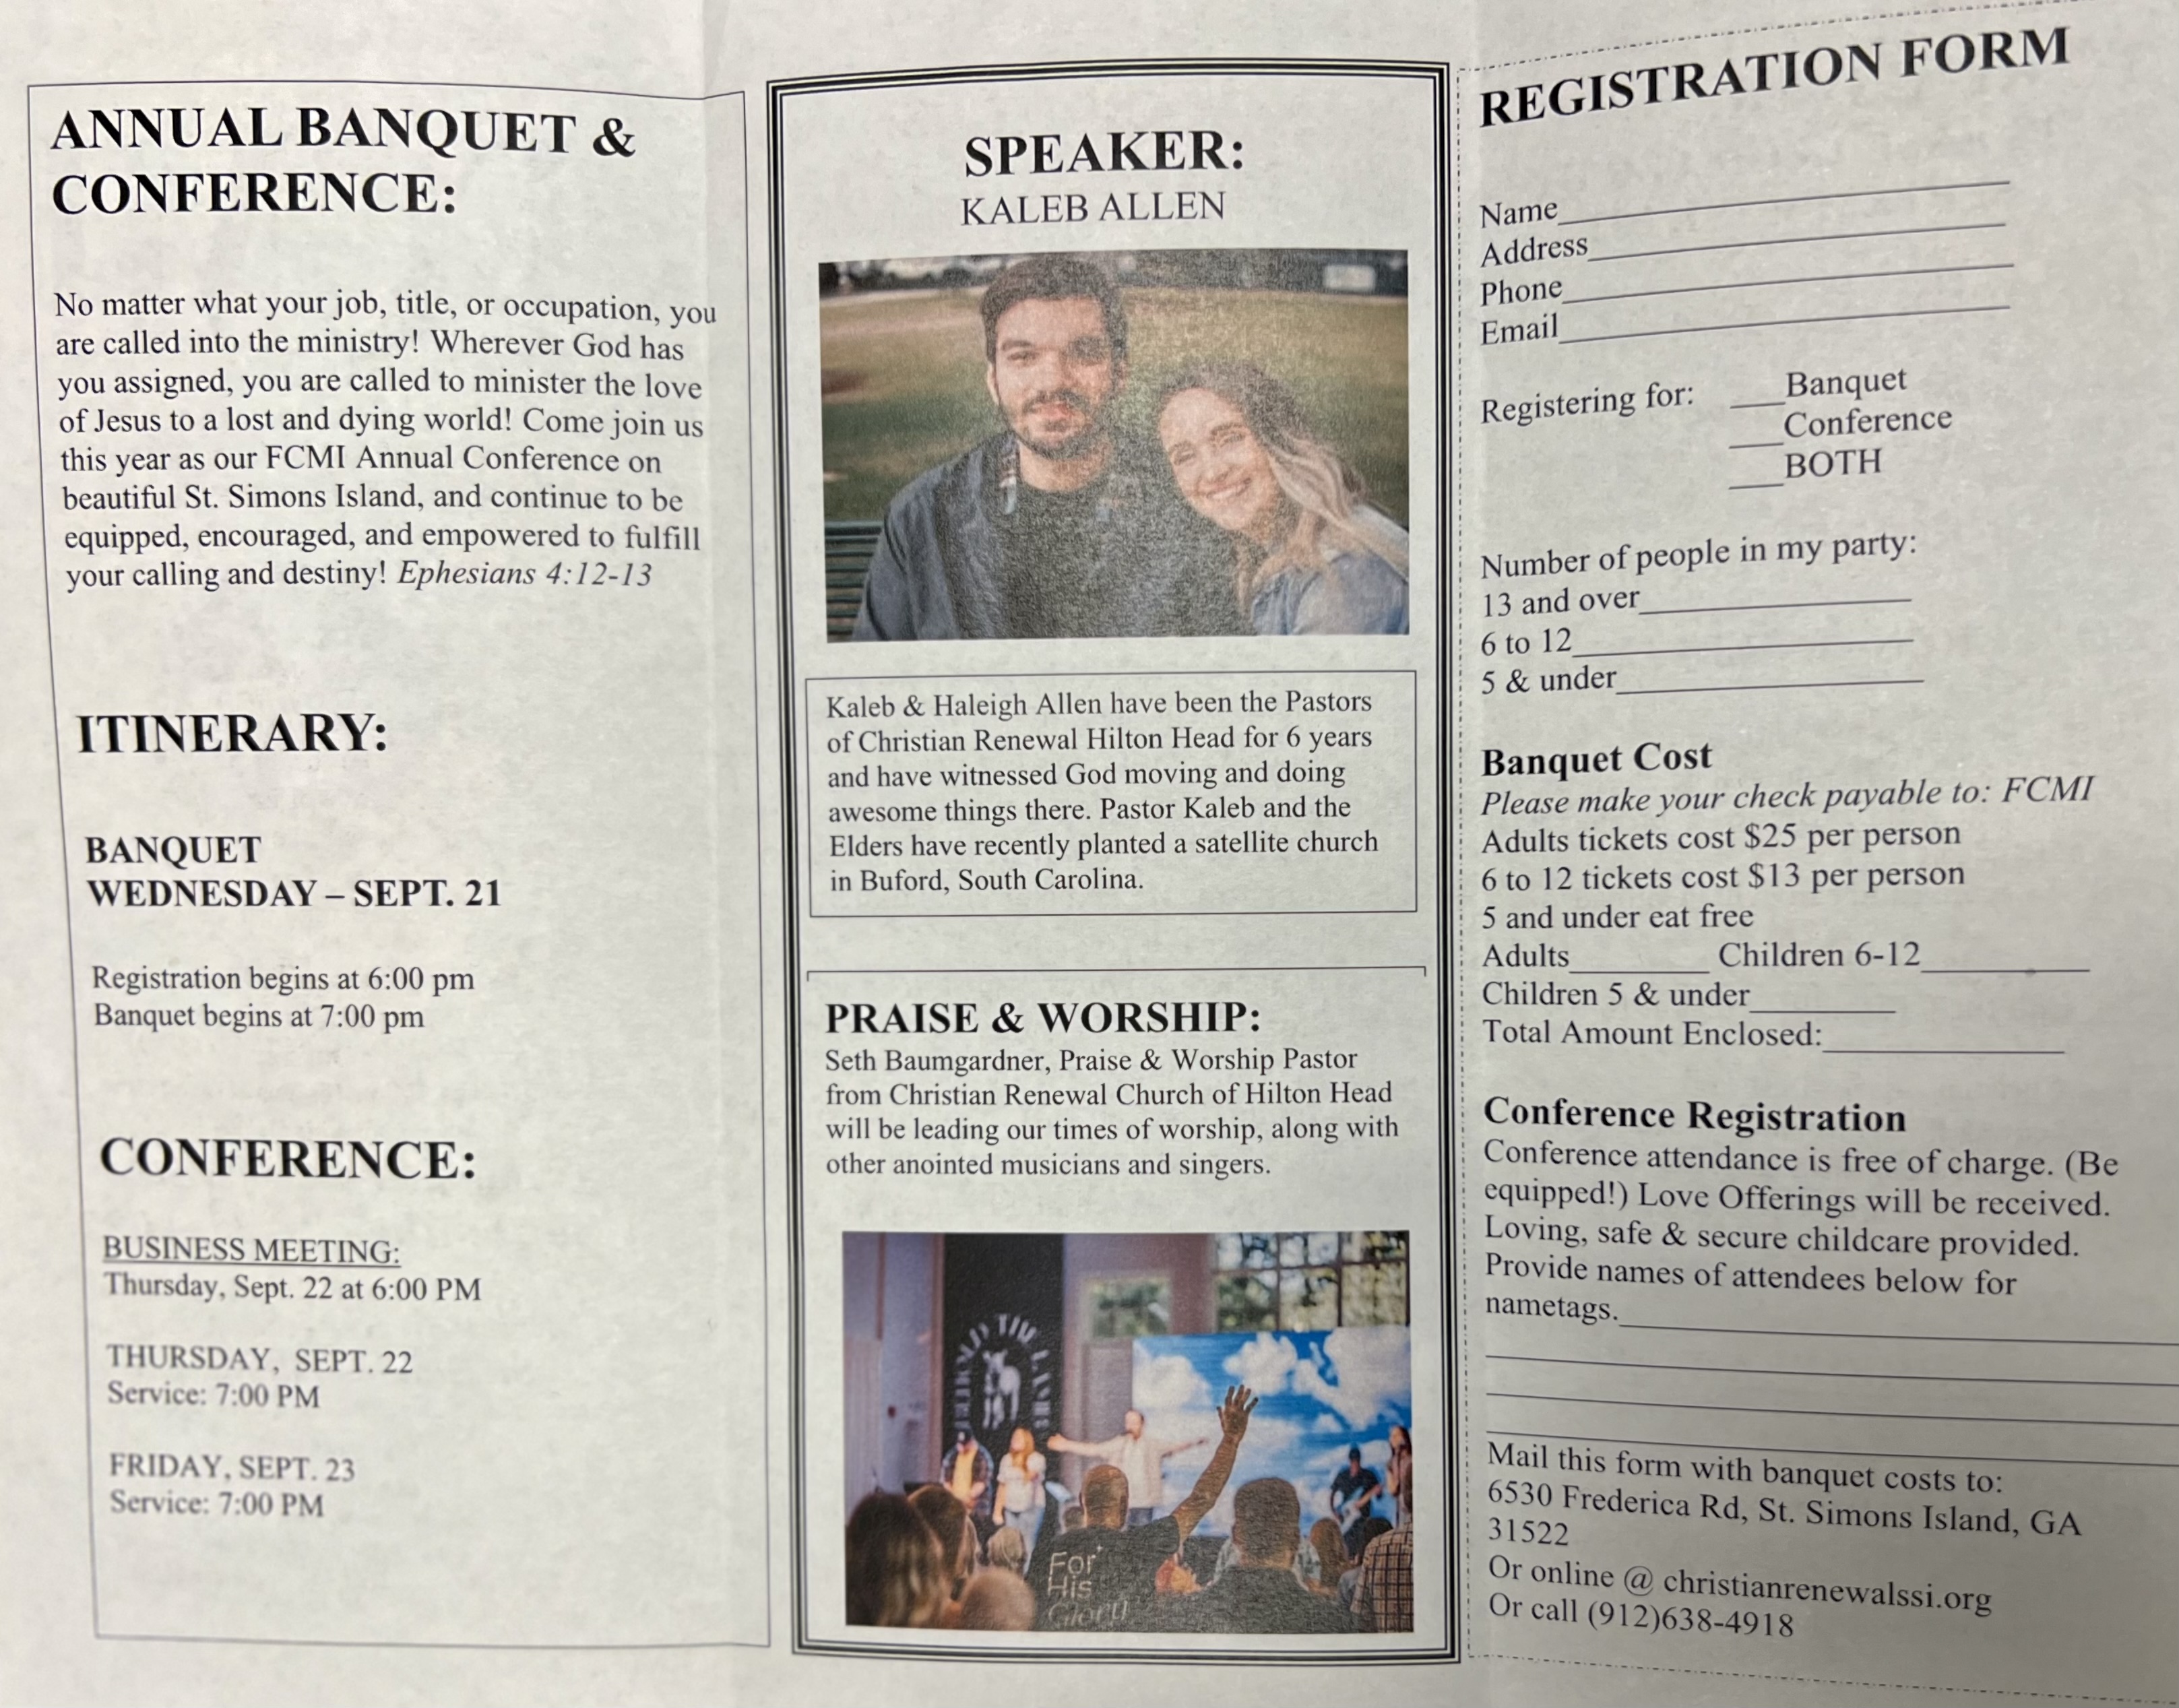 ANNUAL BANQUET &
CONFERENCE:
No matter what your job, title, or occupation, you
are called into the ministry! Wherever God has
you assigned, you are called to minister the love
of Jesus to a lost and dying world! Come join us
this year as our FCMI Annual Conference on
beautiful St. Simons Island, and continue to be
equipped, encouraged, and empowered to fulfill
your calling and destiny! Ephesians 4:12-13
ITINERARY:
BANQUET
WEDNESDAY – SEPT. 21
Registration begins at 6:00 pm
Banquet begins at 7:00 pm
CONFERENCE:
BUSINESS MEETING:
Thursday, Sept. 22 at 6:00 PM
THURSDAY, SEPT. 22
Service: 7:00 PM
FRIDAY, SEPT. 23
Service: 7:00 PM
SPEAKER:
KALEB ALLEN
Kaleb & Haleigh Allen have been the Pastors
of Christian Renewal Hilton Head for 6 years
and have witnessed God moving and doing
awesome things there. Pastor Kaleb and the
Elders have recently planted a satellite church
in Buford, South Carolina.
PRAISE & WORSHIP:
Seth Baumgardner, Praise & Worship Pastor
from Christian Renewal Church of Hilton Head
will be leading our times of worship, along with
other anointed musicians and singers.
For
His
Glory
REGISTRATION FORM
Name
Address
Phone
Email
Registering for: ___Banquet
___Conference
___BOTH
Number of people in my party:
13 and over
6 to 12
5 & under
Banquet Cost
Please make your check payable to: FCMI
Adults tickets cost $25 per person
6 to 12 tickets cost $13 per person
5 and under eat free
Adults________ Children 6-12
Children 5 & under
Total Amount Enclosed:
Conference Registration
Conference attendance is free of charge. (Be
equipped!) Love Offerings will be received.
Loving, safe & secure childcare provided.
Provide names of attendees below for
nametags.
Mail this form with banquet costs to:
6530 Frederica Rd, St. Simons Island, GA
31522
Or online @ christianrenewalssi.org
Or call (912)638-4918